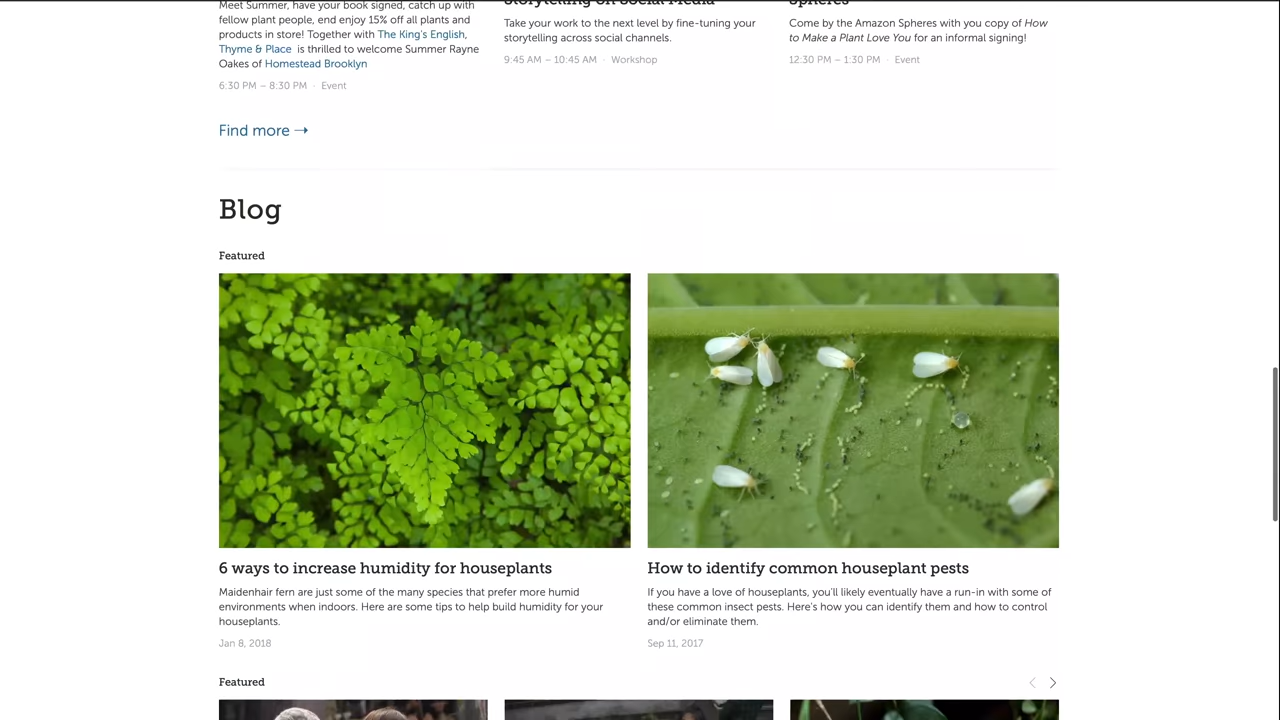 Meet Summer, have your book signed, catch up with
fellow plant people, end enjoy 15% off all plants and
products in store! Together with The King's English,
Thyme & Place is thrilled to welcome Summer Rayne
Oakes of Homestead Brooklyn
6:30 PM – 8:30 PM · Event
Storytelling on Social Media
Take your work to the next level by fine-tuning your
storytelling across social channels.
9:45 AM – 10:45 AM · Workshop
Spheres
Come by the Amazon Spheres with you copy of How
to Make a Plant Love You for an informal signing!
12:30 PM – 1:30 PM · Event
Find more →
Blog
Featured
6 ways to increase humidity for houseplants
Maidenhair fern are just some of the many species that prefer more humid
environments when indoors. Here are some tips to help build humidity for your
houseplants.
Jan 8, 2018
How to identify common houseplant pests
If you have a love of houseplants, you'll likely eventually have a run-in with some of
these common insect pests. Here's how you can identify them and how to control
and/or eliminate them.
Sep 11, 2017
Featured